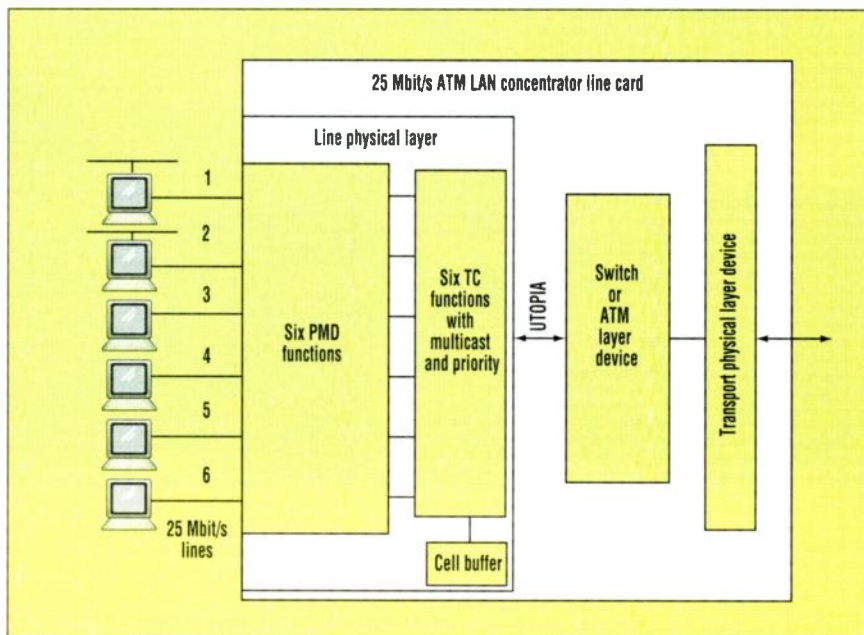 25 Mbit/s ATM LAN concentrator line card
Line physical layer
1
2
3
4
5
6
25 Mbit/s
lines
Six PMD
functions
Six TC
functions
with
multicast
and priority
Cell buffer
UTOPIA
Switch
or
ATM
layer
device
Transport physical layer device